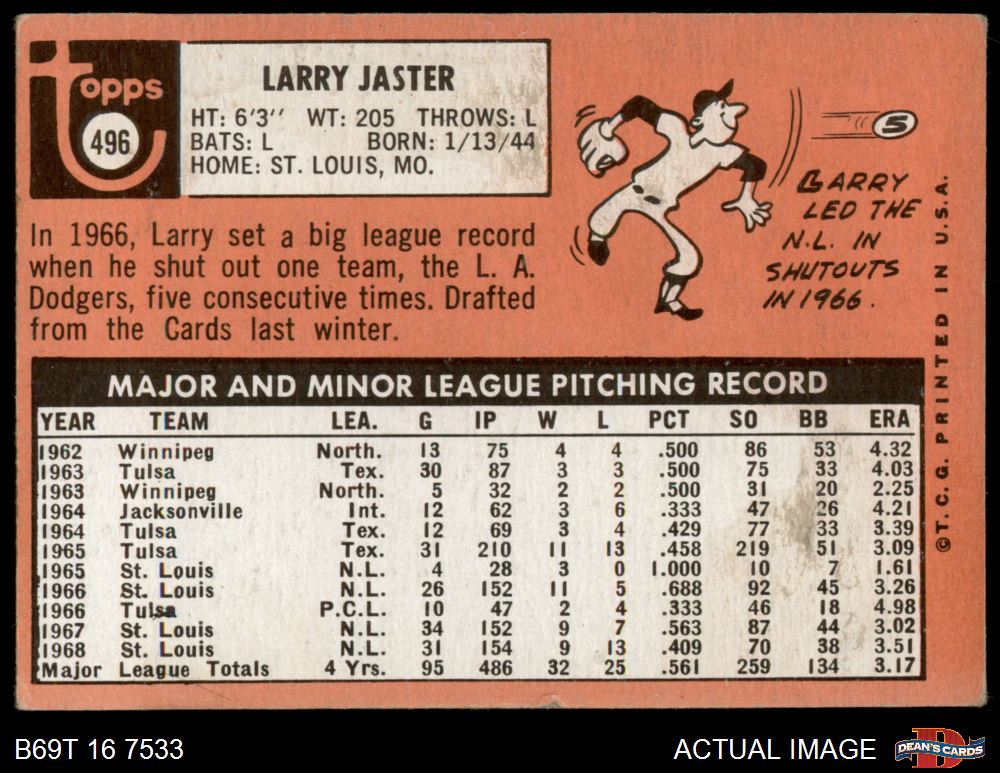 Topps
496
LARRY JASTER
HT: 6'3'' WT: 205 THROWS: L
BATS: L BORN: 1/13/44
HOME: ST. LOUIS, MO.
In 1966, Larry set a big league record
when he shut out one team, the L. A.
Dodgers, five consecutive times. Drafted
from the Cards last winter.
5
LARRY
LED THE
N.L. IN
SHUTOUTS
IN 1966.
MAJOR AND MINOR LEAGUE PITCHING RECORD
YEAR TEAM LEA. G IP W L PCT SO BB ERA
1962 Winnipeg North. 13 75 4 4 .500 86 53 4.32
1963 Tulsa Tex. 30 87 3 3 .500 75 33 4.03
1963 Winnipeg North. 5 32 2 2 .500 31 20 2.25
1964 Jacksonville Int. 12 62 3 6 .333 47 26 4.21
1964 Tulsa Tex. 12 69 3 4 .429 77 33 3.39
1965 Tulsa Tex. 31 210 11 13 .458 219 51 3.09
1965 St. Louis N.L. 4 28 3 0 1.000 10 7 1.61
1966 St. Louis N.L. 26 152 11 5 .688 92 45 3.26
1966 Tulsa P.C.L. 10 47 2 4 .333 46 18 4.98
1967 St. Louis N.L. 34 152 9 7 .563 87 44 3.02
1968 St. Louis N.L. 31 154 9 13 .409 70 38 3.51
Major League Totals 4 Yrs. 95 486 32 25 .561 259 134 3.17
©T.C.G. PRINTED IN U.S.A.
B69T 16 7533
ACTUAL IMAGE
D
DEAN'S CARDS